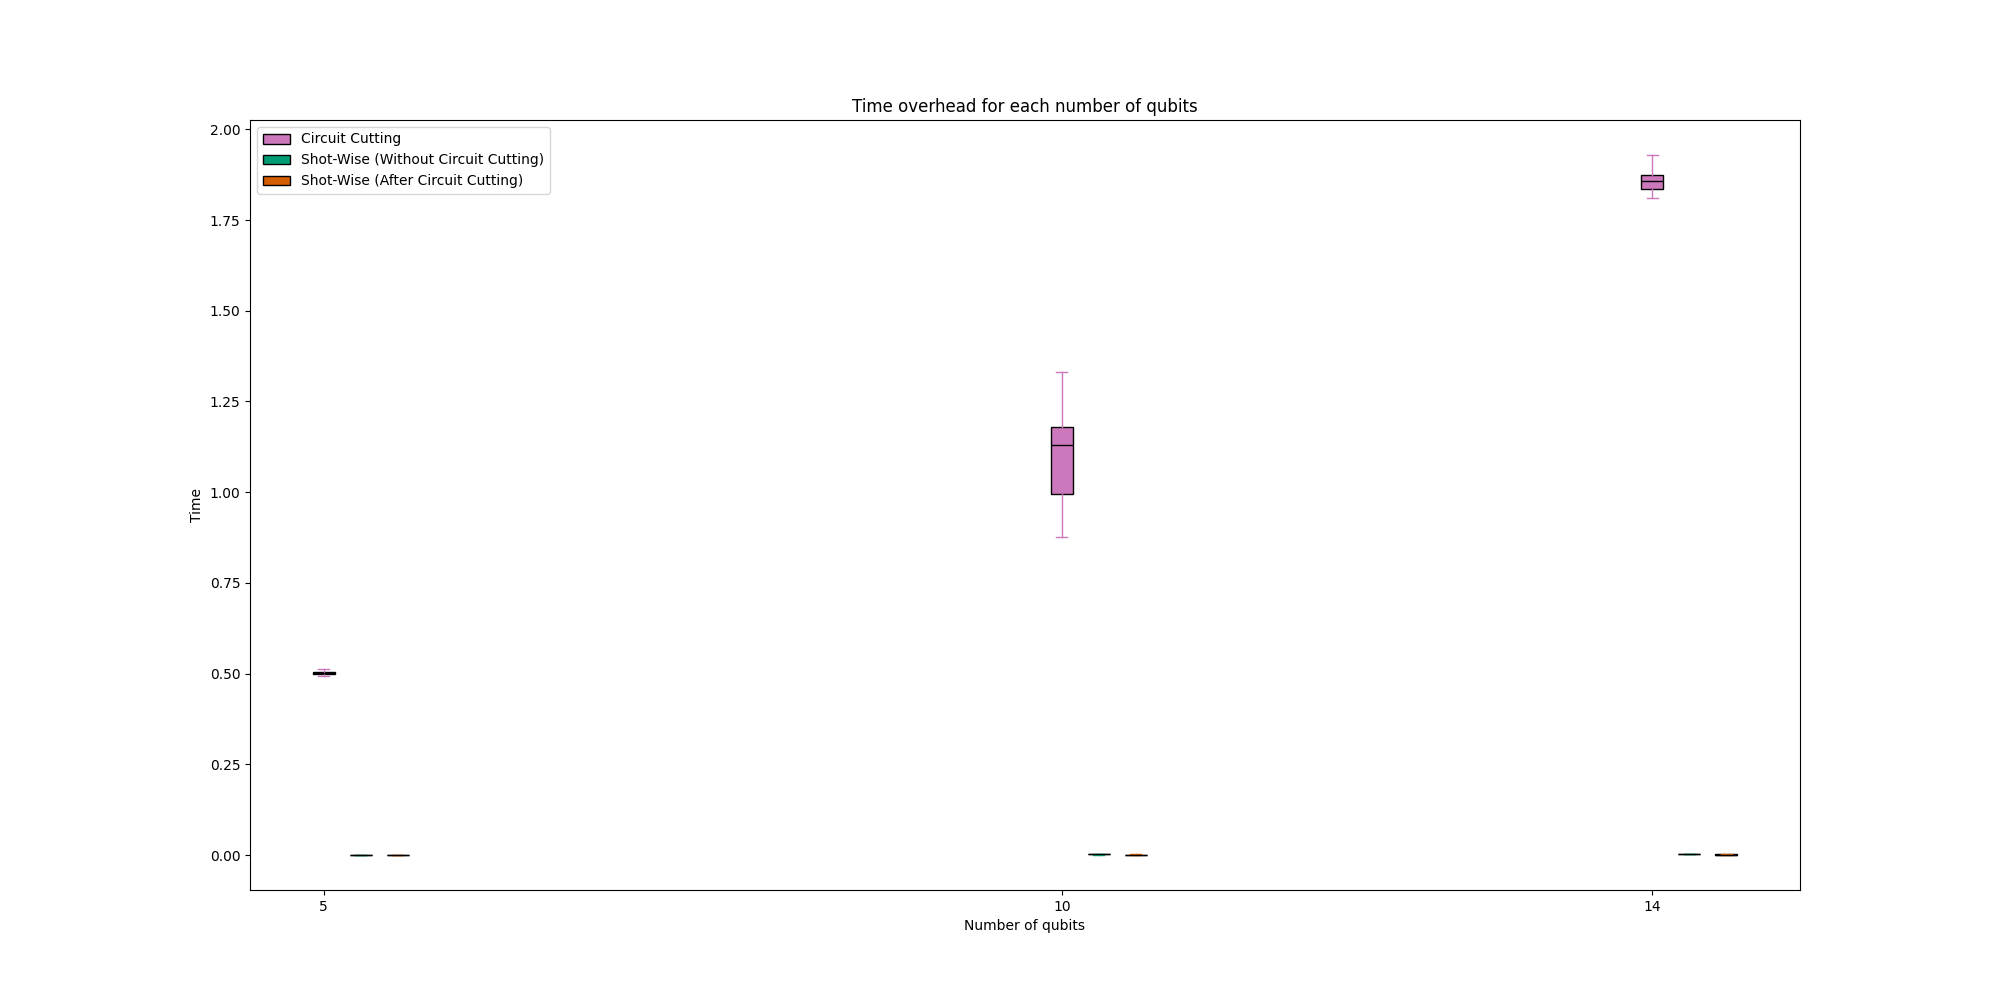 Time overhead for each number of qubits
Circuit Cutting
Shot-Wise (Without Circuit Cutting)
Shot-Wise (After Circuit Cutting)
2.00
1.75
1.50
1.25
1.00
0.75
0.50
0.25
0.00
Time
5 10 14
Number of qubits